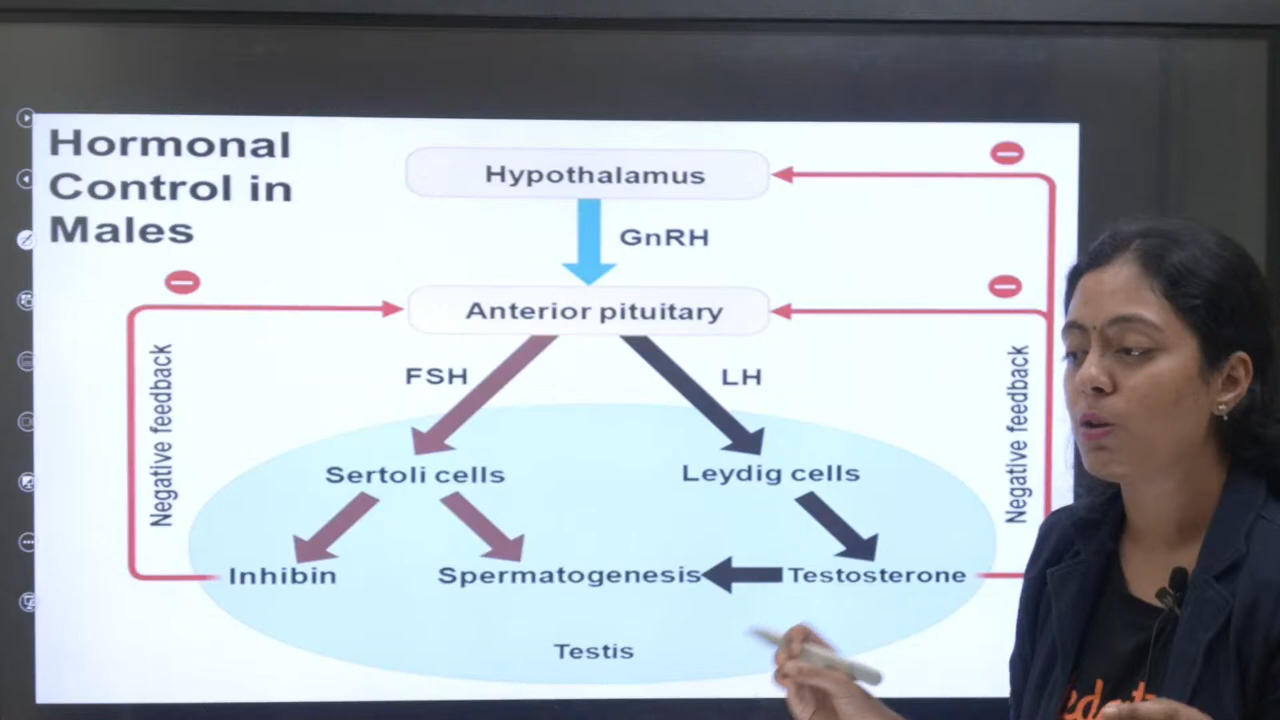 Hormonal
Control in
Males
Hypothalamus
GnRH
Anterior pituitary
FSH
LH
Negative feedback
Negative feedback
Sertoli cells
Leydig cells
Inhibin
Spermatogenesis
Testosterone
Testis